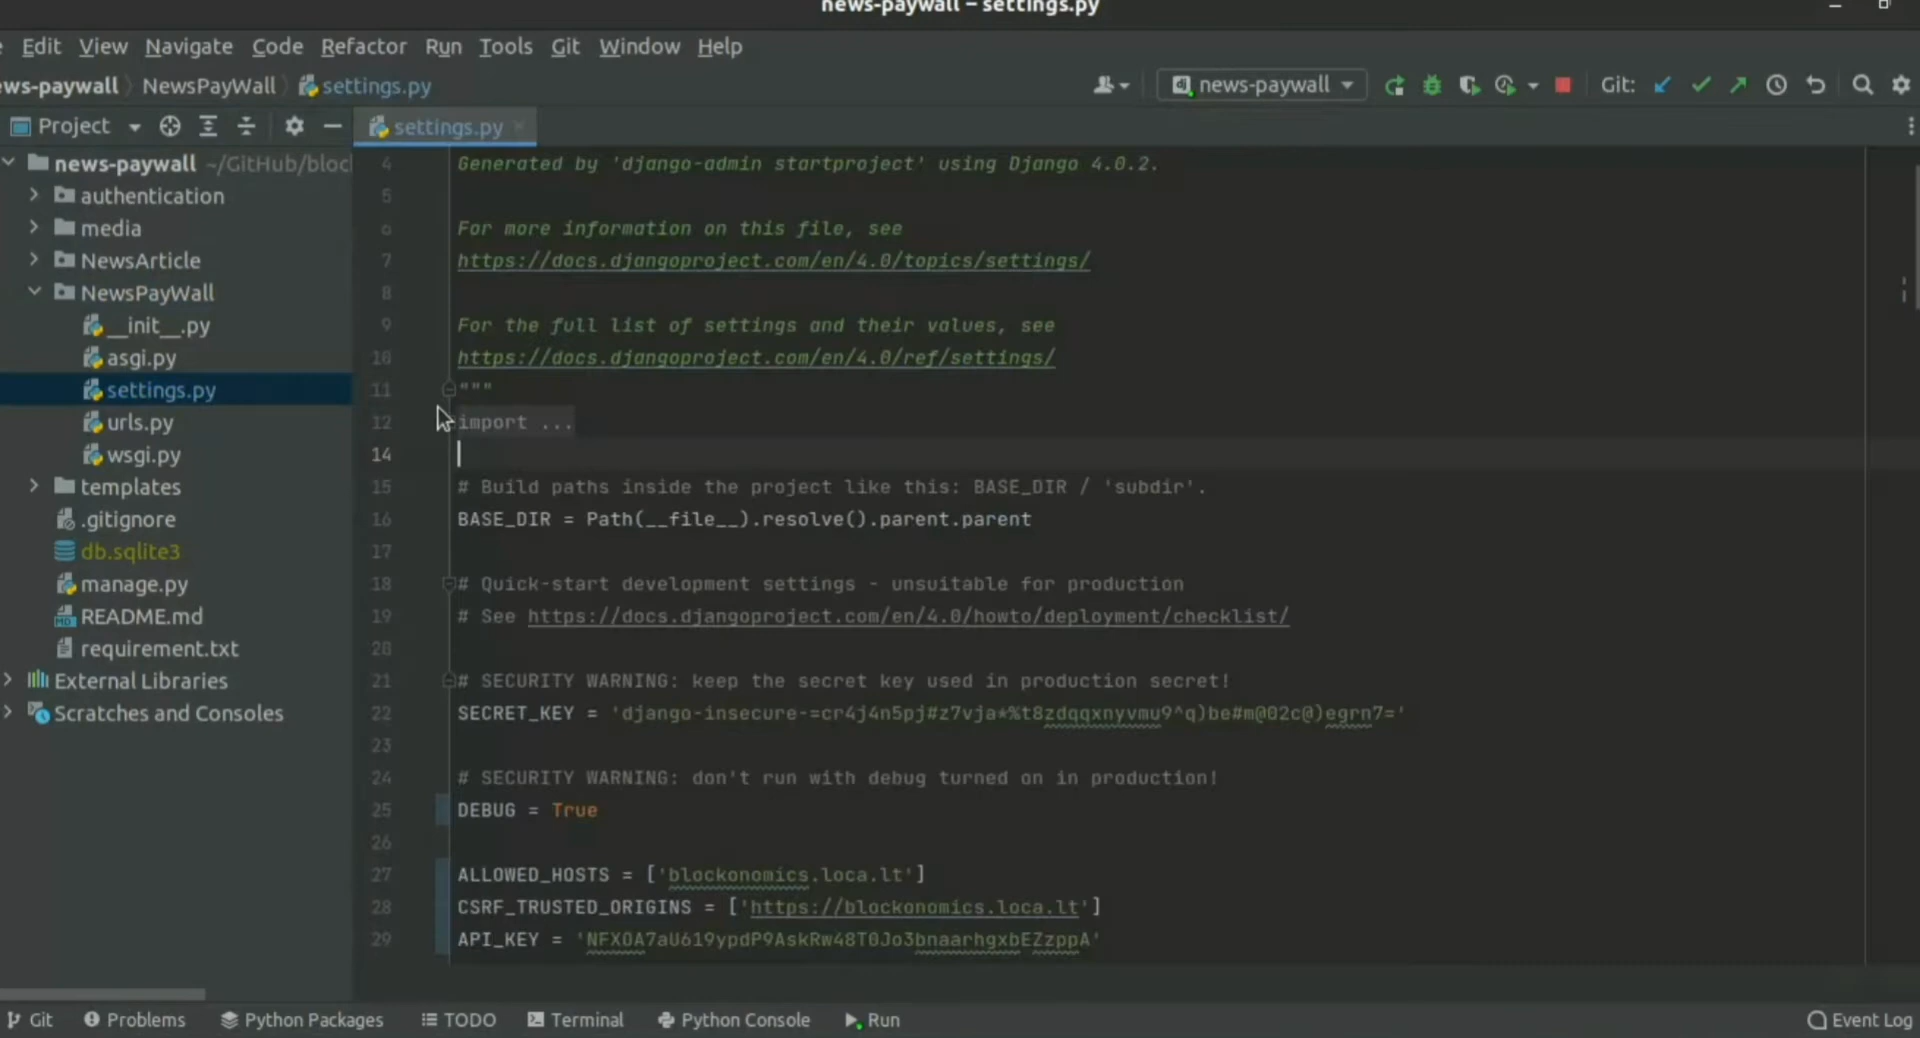 news-paywall – settings.py
Edit View Navigate Code Refactor Run Tools Git Window Help
ws-paywall NewsPayWall settings.py news-paywall Git:
Project settings.py
news-paywall ~/GitHub/block
authentication
media
NewsArticle
NewsPayWall
__init__.py
asgi.py
settings.py
urls.py
wsgi.py
templates
.gitignore
db.sqlite3
manage.py
README.md
requirement.txt
External Libraries
Scratches and Consoles
4 Generated by 'django-admin startproject' using Django 4.0.2.
5
6 For more information on this file, see
7 https://docs.djangoproject.com/en/4.0/topics/settings/
8
9 For the full list of settings and their values, see
10 https://docs.djangoproject.com/en/4.0/ref/settings/
11 """
12 import ...
14
15 # Build paths inside the project like this: BASE_DIR / 'subdir'.
16 BASE_DIR = Path(__file__).resolve().parent.parent
17
18 # Quick-start development settings - unsuitable for production
19 # See https://docs.djangoproject.com/en/4.0/howto/deployment/checklist/
20
21 # SECURITY WARNING: keep the secret key used in production secret!
22 SECRET_KEY = 'django-insecure-=cr4j4n5pj#z7vja*%t8zdqqxnyvmu9^q)be#m@02c@)egrn7='
23
24 # SECURITY WARNING: don't run with debug turned on in production!
25 DEBUG = True
26
27 ALLOWED_HOSTS = ['blockonomics.loca.lt']
28 CSRF_TRUSTED_ORIGINS = ['https://blockonomics.loca.lt']
29 API_KEY = 'NFXOA7aU619ypdP9AskRw48T0Jo3bnaarhgxbEZzppA'
Git Problems Python Packages TODO Terminal Python Console Run Event Log